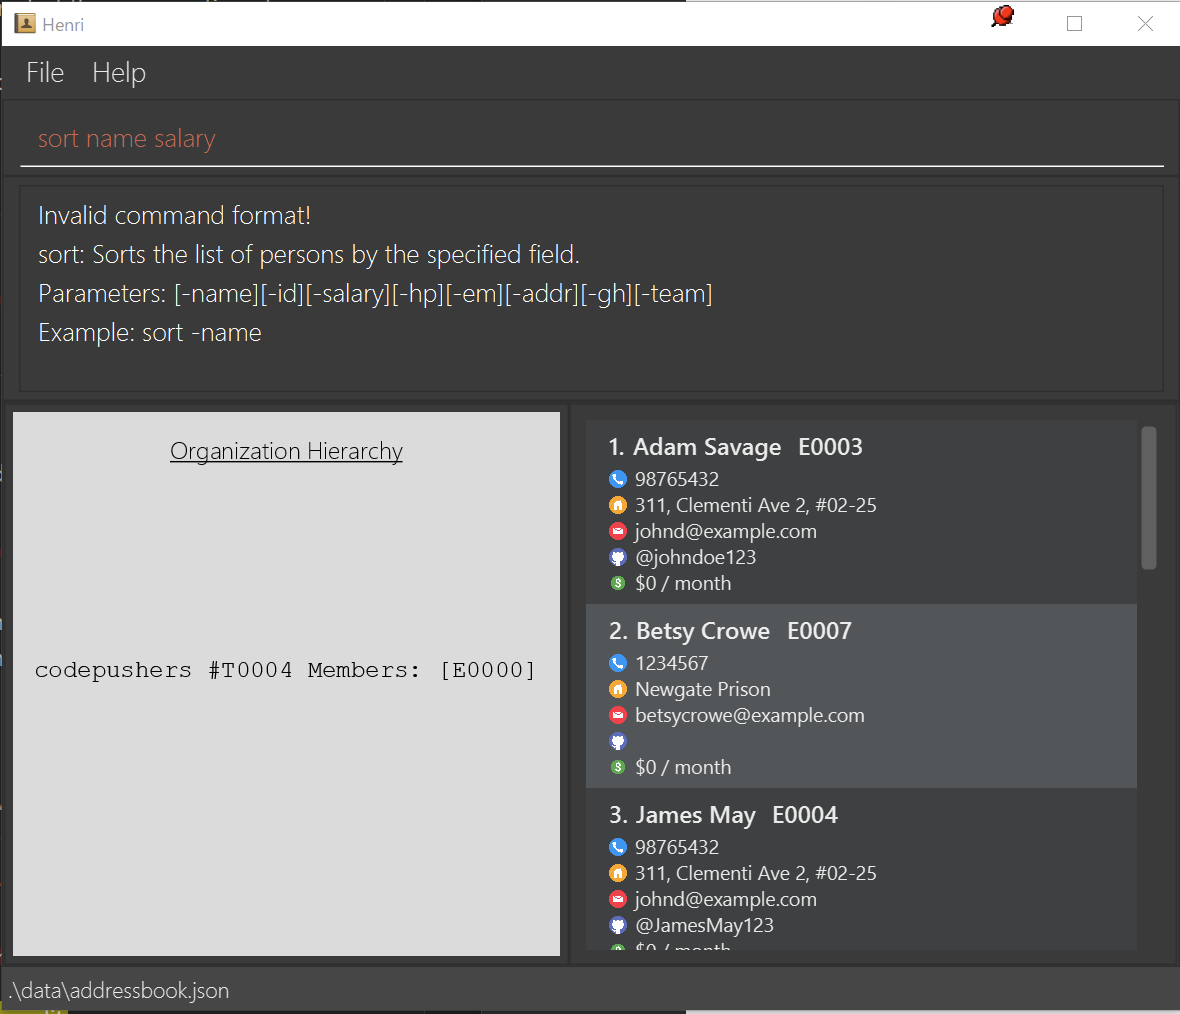 Henri
File Help
sort name salary
Invalid command format!
sort: Sorts the list of persons by the specified field.
Parameters: [-name][-id][-salary][-hp][-em][-addr][-gh][-team]
Example: sort -name
Organization Hierarchy
codepushers #T0004 Members: [E0000]
1. Adam Savage E0003
98765432
311, Clementi Ave 2, #02-25
johnd@example.com
@johndoe123
$0 / month
2. Betsy Crowe E0007
1234567
Newgate Prison
betsycrowe@example.com
$0 / month
3. James May E0004
98765432
311, Clementi Ave 2, #02-25
johnd@example.com
@JamesMay123
$0 / month
.\data\addressbook.json